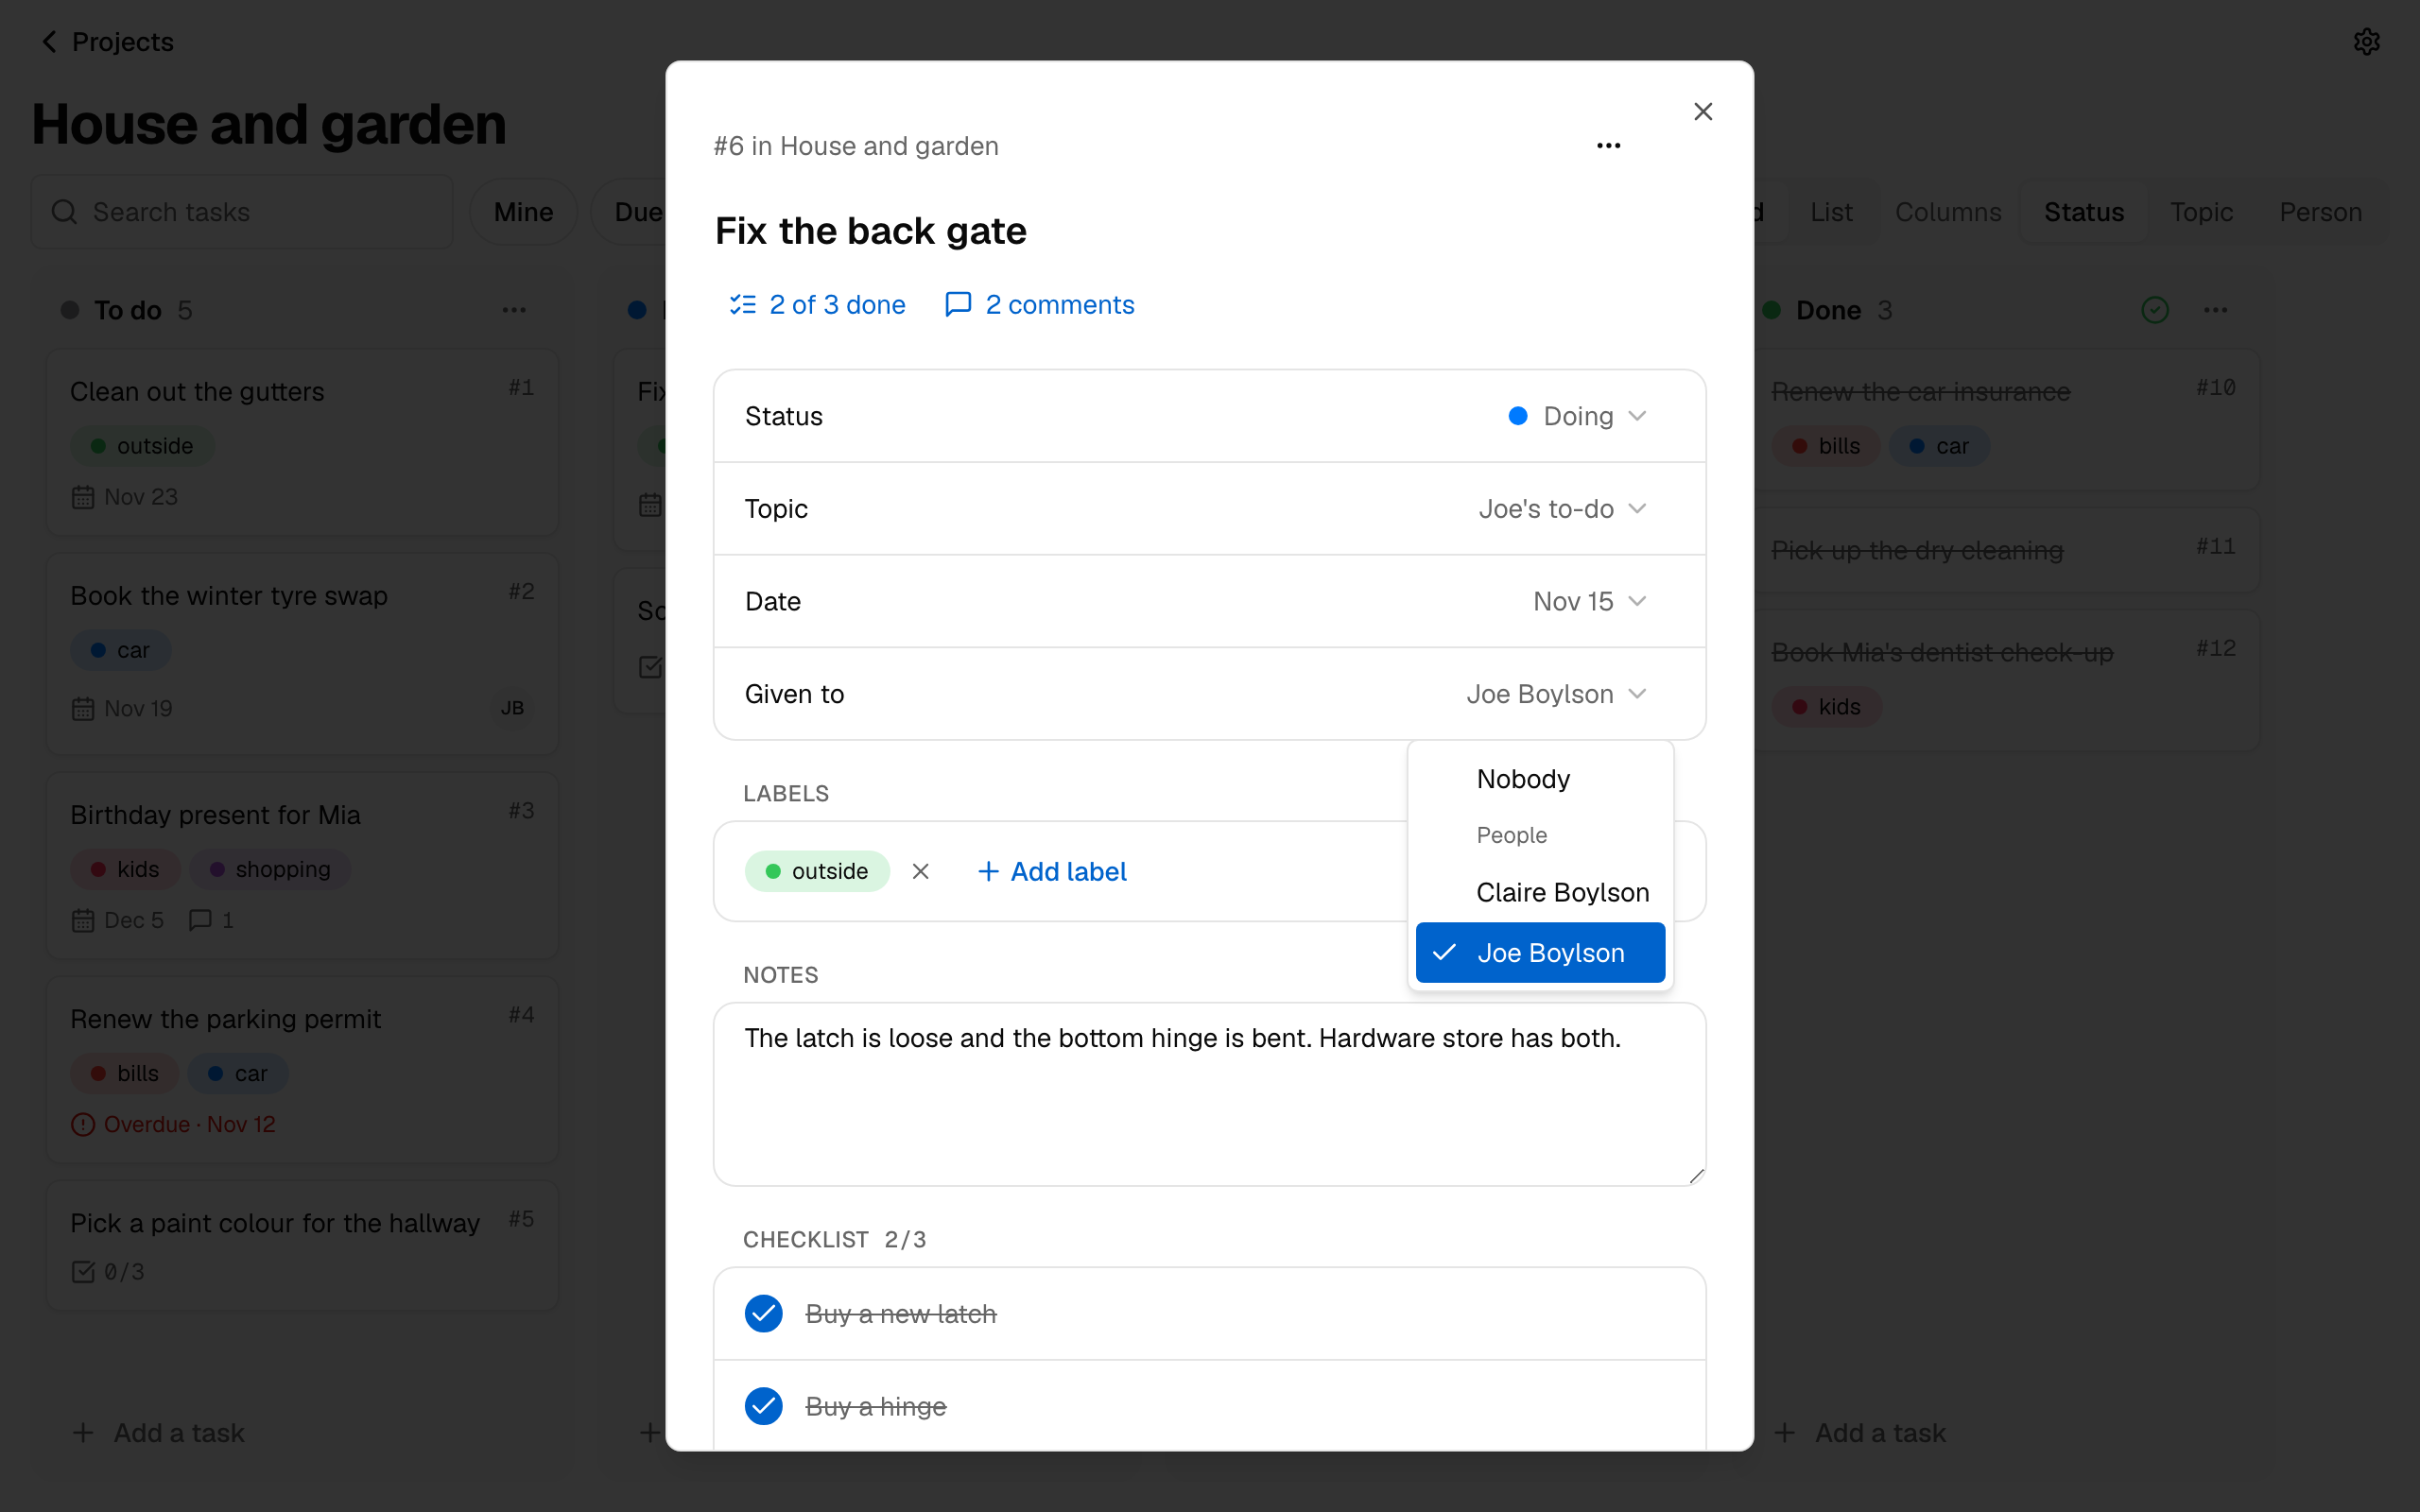 Projects
House and garden
Search tasks
Mine
Due
List
Columns
Status
Topic
Person
To do 5
Clean out the gutters #1
outside
Nov 23
Book the winter tyre swap #2
car
Nov 19
JB
Birthday present for Mia #3
kids shopping
Dec 5 1
Renew the parking permit #4
bills car
Overdue · Nov 12
Pick a paint colour for the hallway #5
0/3
Add a task
#6 in House and garden
Fix the back gate
2 of 3 done 2 comments
Status Doing
Topic Joe's to-do
Date Nov 15
Given to Joe Boylson
Nobody
People
Claire Boylson
Joe Boylson
LABELS
outside Add label
NOTES
The latch is loose and the bottom hinge is bent. Hardware store has both.
CHECKLIST 2/3
Buy a new latch
Buy a hinge
Done 3
Renew the car insurance #10
bills car
Pick up the dry cleaning #11
Book Mia's dentist check-up #12
kids
Add a task